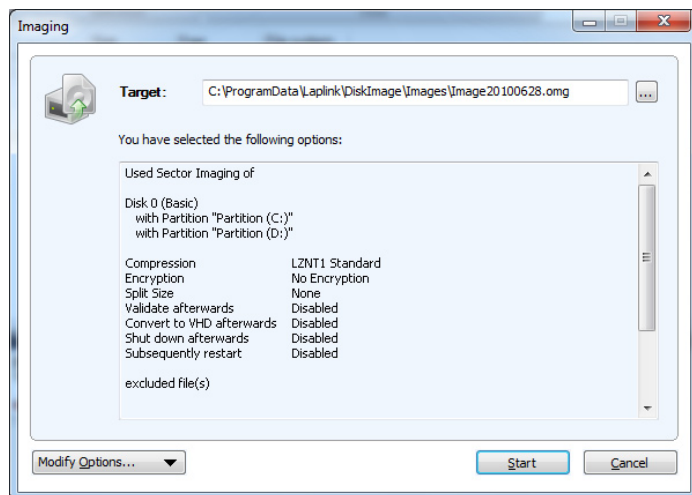 Imaging
Target: C:\ProgramData\Laplink\DiskImage\Images\Image20100628.omg ...
You have selected the following options:
Used Sector Imaging of
Disk 0 (Basic)
with Partition "Partition (C:)"
with Partition "Partition (D:)"
Compression LZNT1 Standard
Encryption No Encryption
Split Size None
Validate afterwards Disabled
Convert to VHD afterwards Disabled
Shut down afterwards Disabled
Subsequently restart Disabled
excluded file(s)
Modify Options... Start Cancel